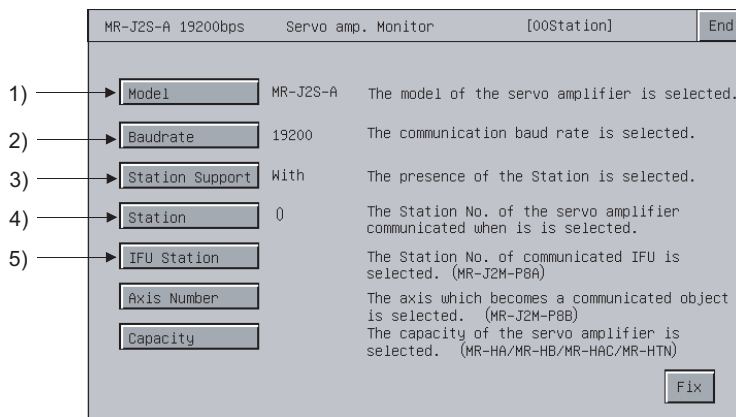 MR-J2S-A 19200bps Servo amp. Monitor [00Station] End
1) Model MR-J2S-A The model of the servo amplifier is selected.
2) Baudrate 19200 The communication baud rate is selected.
3) Station Support With The presence of the Station is selected.
4) Station 0 The Station No. of the servo amplifier
communicated when is is selected.
5) IFU Station The Station No. of communicated IFU is
selected. (MR-J2M-P8A)
Axis Number The axis which becomes a communicated object
is selected. (MR-J2M-P8B)
Capacity The capacity of the servo amplifier is
selected. (MR-HA/MR-HB/MR-HAC/MR-HTN)
Fix